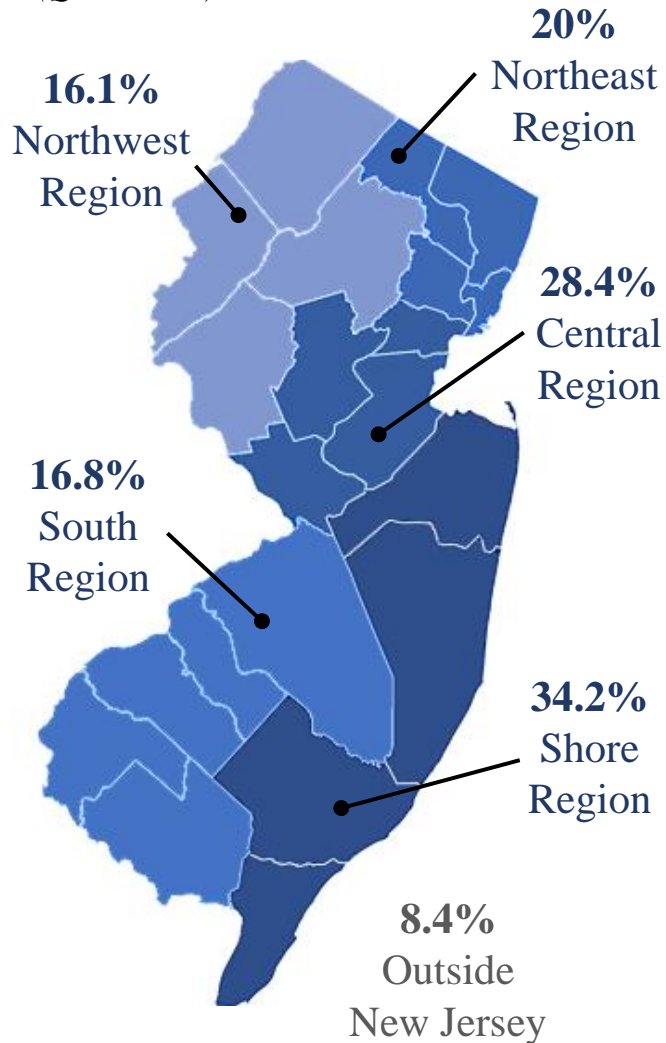 20%
Northeast
Region
16.1%
Northwest
Region
28.4%
Central
Region
16.8%
South
Region
34.2%
Shore
Region
8.4%
Outside
New Jersey